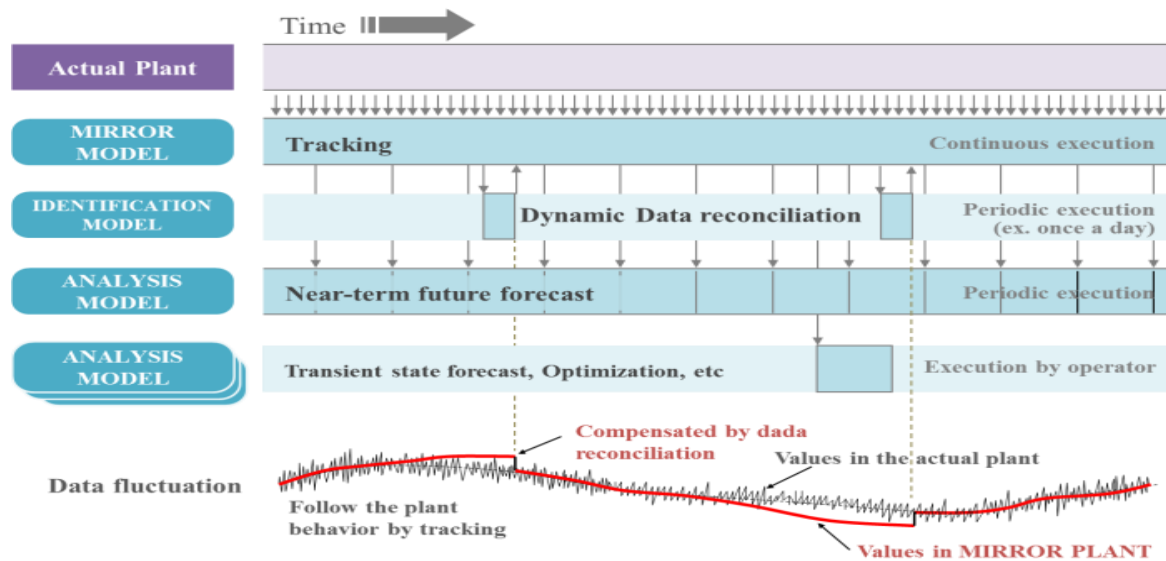 Time
Actual Plant
MIRROR
MODEL
Tracking
Continuous execution
IDENTIFICATION
MODEL
Dynamic Data reconciliation
Periodic execution
(ex. once a day)
ANALYSIS
MODEL
Near-term future forecast
Periodic execution
ANALYSIS
MODEL
Transient state forecast, Optimization, etc
Execution by operator
Compensated by dada
reconciliation
Values in the actual plant
Data fluctuation
Follow the plant
behavior by tracking
Values in MIRROR PLANT